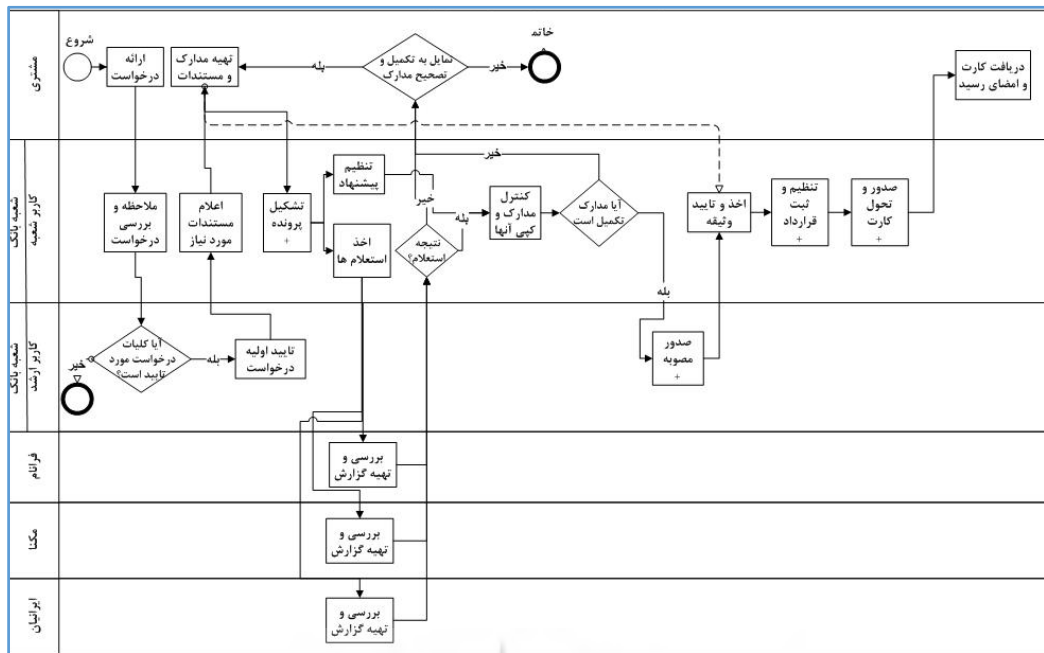 مشتری
شروع
ارائه
درخواست
تهیه مدارک
و مستندات
بله
تمایل به تکمیل و
تصحیح مدارک
خیر
خاتمه
دریافت کارت
و امضای رسید
شعبه بانک
کاربر شعبه
ملاحظه و
بررسی
درخواست
اعلام
مستندات
مورد نیاز
تشکیل
پرونده
+
تنظیم
پیشنهاد
اخذ
استعلام ها
خیر
نتیجه
استعلام؟
بله
کنترل
مدارک و
کپی آنها
خیر
آیا مدارک
تکمیل است
بله
اخذ و تایید
وثیقه
تنظیم و
ثبت
قرارداد
+
صدور و
تحول
کارت
+
شعبه بانک
کاربر ارشد
خیر
آیا کلیات
درخواست مورد
تایید است؟
بله
تایید اولیه
درخواست
صدور
مصوبه
+
فرانام
بررسی و
تهیه گزارش
مکنا
بررسی و
تهیه گزارش
ایرانیان
بررسی و
تهیه گزارش